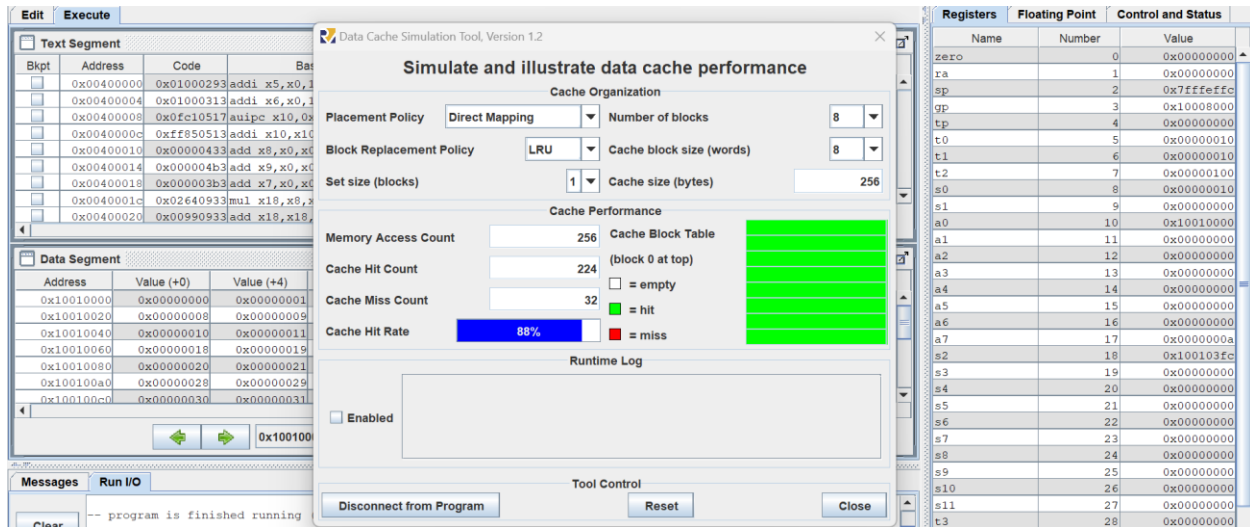 Edit Execute
Text Segment
Bkpt Address Code Bas
0x00400000 0x01000293 addi x5,x0,1
0x00400004 0x01000313 addi x6,x0,1
0x00400008 0x0fc10517 auipc x10,0x
0x0040000c 0xff850513 addi x10,x10
0x00400010 0x00000433 add x8,x0,x0
0x00400014 0x000004b3 add x9,x0,x0
0x00400018 0x000003b3 add x7,x0,x0
0x0040001c 0x02640933 mul x18,x8,x
0x00400020 0x00990933 add x18,x18,
Data Segment
Address Value (+0) Value (+4)
0x10010000 0x00000000 0x00000001
0x10010020 0x00000008 0x00000009
0x10010040 0x00000010 0x00000011
0x10010060 0x00000018 0x00000019
0x10010080 0x00000020 0x00000021
0x100100a0 0x00000028 0x00000029
0x100100c0 0x00000030 0x00000031
0x100100
Messages Run I/O
Clear
-- program is finished running
Data Cache Simulation Tool, Version 1.2
Simulate and illustrate data cache performance
Cache Organization
Placement Policy Direct Mapping Number of blocks 8
Block Replacement Policy LRU Cache block size (words) 8
Set size (blocks) 1 Cache size (bytes) 256
Cache Performance
Memory Access Count 256 Cache Block Table
(block 0 at top)
Cache Hit Count 224
= empty
Cache Miss Count 32
= hit
Cache Hit Rate 88% = miss
Runtime Log
Enabled
Tool Control
Disconnect from Program Reset Close
Registers Floating Point Control and Status
Name Number Value
zero 0 0x00000000
ra 1 0x00000000
sp 2 0x7fffeffc
gp 3 0x10008000
tp 4 0x00000000
t0 5 0x00000010
t1 6 0x00000010
t2 7 0x00000100
s0 8 0x00000010
s1 9 0x00000000
a0 10 0x10010000
a1 11 0x00000000
a2 12 0x00000000
a3 13 0x00000000
a4 14 0x00000000
a5 15 0x00000000
a6 16 0x00000000
a7 17 0x0000000a
s2 18 0x100103fc
s3 19 0x00000000
s4 20 0x00000000
s5 21 0x00000000
s6 22 0x00000000
s7 23 0x00000000
s8 24 0x00000000
s9 25 0x00000000
s10 26 0x00000000
s11 27 0x00000000
t3 28 0x00000000